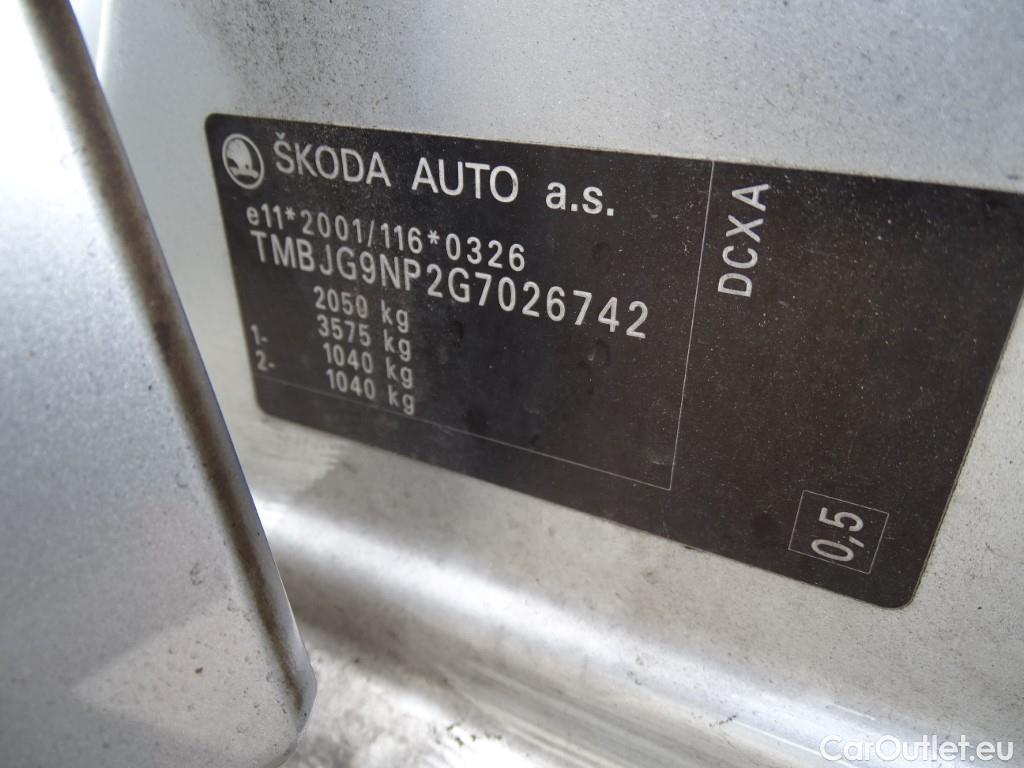 ŠKODA AUTO a.s.
e11*2001/116*0326
TMBJG9NP2G7026742
2050 kg
3575 kg
1- 1040 kg
2- 1040 kg
DCXA
0,5
CarOutlet.eu